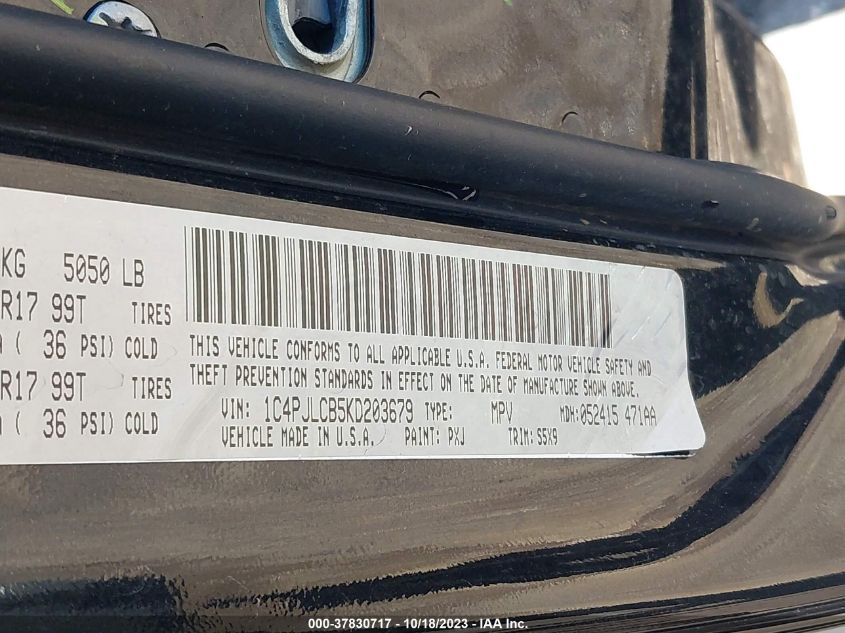 KG 5050 LB
R17 99T TIRES
( 36 PSI) COLD
R17 99T TIRES
( 36 PSI) COLD
THIS VEHICLE CONFORMS TO ALL APPLICABLE U.S.A. FEDERAL MOTOR VEHICLE SAFETY AND
THEFT PREVENTION STANDARDS IN EFFECT ON THE DATE OF MANUFACTURE SHOWN ABOVE.
VIN: 1C4PJLCB5KD203679 TYPE: MPV MDH:052415 471AA
VEHICLE MADE IN U.S.A. PAINT: PXJ TRIM: S5X9
000-37830717 - 10/18/2023 - IAA Inc.